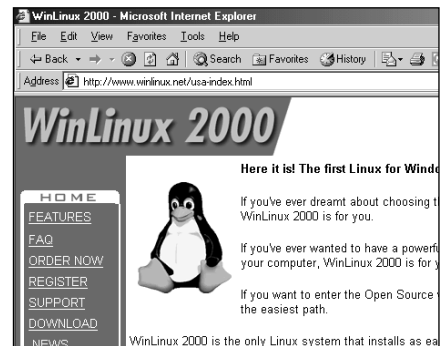 WinLinux 2000 - Microsoft Internet Explorer
File Edit View Favorites Tools Help
Back Search Favorites History
Address http://www.winlinux.net/usa-index.html
WinLinux 2000
Here it is! The first Linux for
HOME
FEATURES
FAQ
ORDER NOW
REGISTER
SUPPORT
DOWNLOAD
NEWS
If you've ever dreamt about choosing
WinLinux 2000 is for you.
If you've ever wanted to have a
your computer, WinLinux 2000 is for
If you want to enter the Open Source
the easiest path.
WinLinux 2000 is the only Linux system that installs as